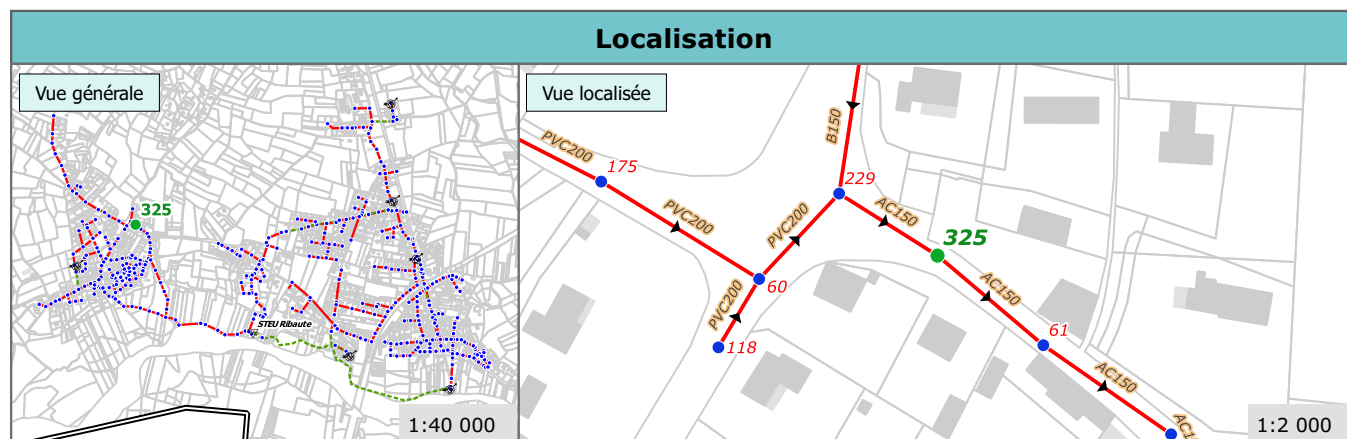 Localisation
Vue générale
325
STEU Ribaute
1:40 000
Vue localisée
PVC200
175
PVC200
PVC200
B150
229
AC150
325
60
PVC200
118
AC150
61
AC150
AC1
1:2 000